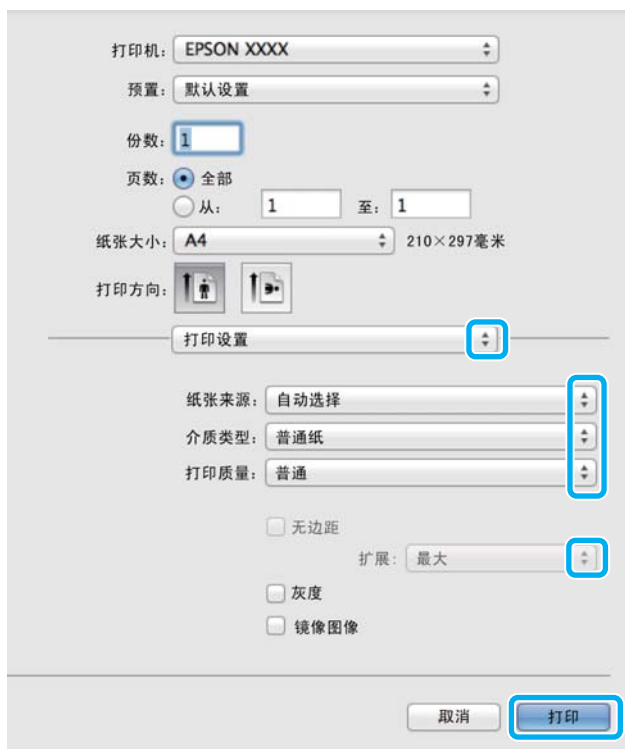 打印机: EPSON XXXX
预置: 默认设置
份数: 1
页数: 全部
从: 1 至: 1
纸张大小: A4 210×297毫米
打印方向:
打印设置
纸张来源: 自动选择
介质类型: 普通纸
打印质量: 普通
无边距
扩展: 最大
灰度
镜像图像
取消 打印